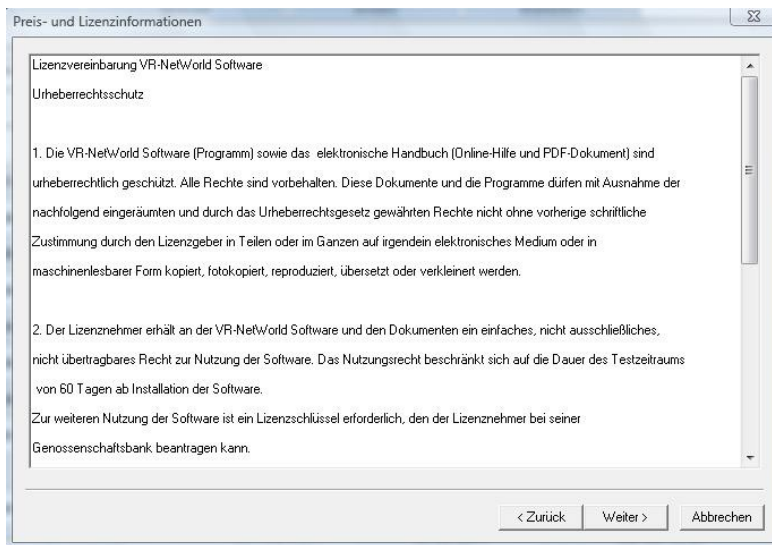 Preis- und Lizenzinformationen
Lizenzvereinbarung VR-NetWorld Software
Urheberrechtsschutz
1. Die VR-NetWorld Software (Programm) sowie das elektronische Handbuch (Online-Hilfe und PDF-Dokument) sind
urheberrechtlich geschützt. Alle Rechte sind vorbehalten. Diese Dokumente und die Programme dürfen mit Ausnahme der
nachfolgend eingeräumten und durch das Urheberrechtsgesetz gewährten Rechte nicht ohne vorherige schriftliche
Zustimmung durch den Lizenzgeber in Teilen oder im Ganzen auf irgendein elektronisches Medium oder in
maschinenlesbarer Form kopiert, fotokopiert, reproduziert, übersetzt oder verkleinert werden.
2. Der Lizenznehmer erhält an der VR-NetWorld Software und den Dokumenten ein einfaches, nicht ausschließliches,
nicht übertragbares Recht zur Nutzung der Software. Das Nutzungsrecht beschränkt sich auf die Dauer des Testzeitraums
von 60 Tagen ab Installation der Software.
Zur weiteren Nutzung der Software ist ein Lizenzschlüssel erforderlich, den der Lizenznehmer bei seiner
Genossenschaftsbank beantragen kann.
< Zurück Weiter > Abbrechen